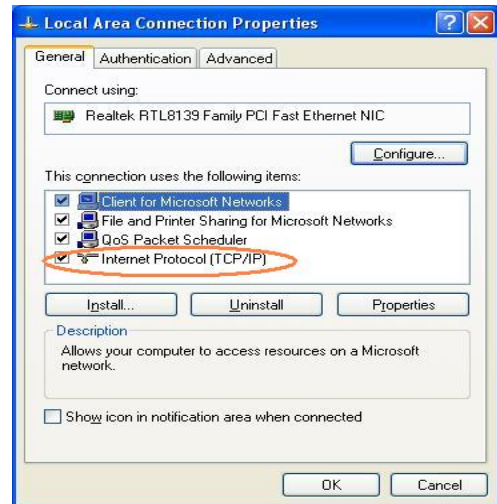 Local Area Connection Properties
General Authentication Advanced
Connect using:
Realtek RTL8139 Family PCI Fast Ethernet NIC
Configure...
This connection uses the following items:
Client for Microsoft Networks
File and Printer Sharing for Microsoft Networks
QoS Packet Scheduler
Internet Protocol (TCP/IP)
Install... Uninstall Properties
Description
Allows your computer to access resources on a Microsoft
network.
Show icon in notification area when connected
OK Cancel